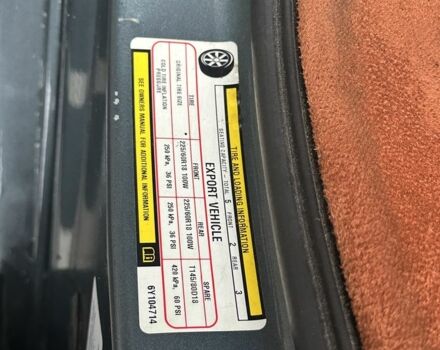 TIRE AND LOADING INFORMATION
SEATING CAPACITY - TOTAL 5 FRONT 2 REAR 3
EXPORT VEHICLE
TIRE FRONT REAR SPARE
ORIGINAL TIRE SIZE 225/60R18 100W 225/60R18 100W T145/80D18
COLD TIRE INFLATION PRESSURE 250 kPa, 36 PSI 250 kPa, 36 PSI 420 kPa, 60 PSI
SEE OWNERS MANUAL FOR ADDITIONAL INFORMATION
6Y104714